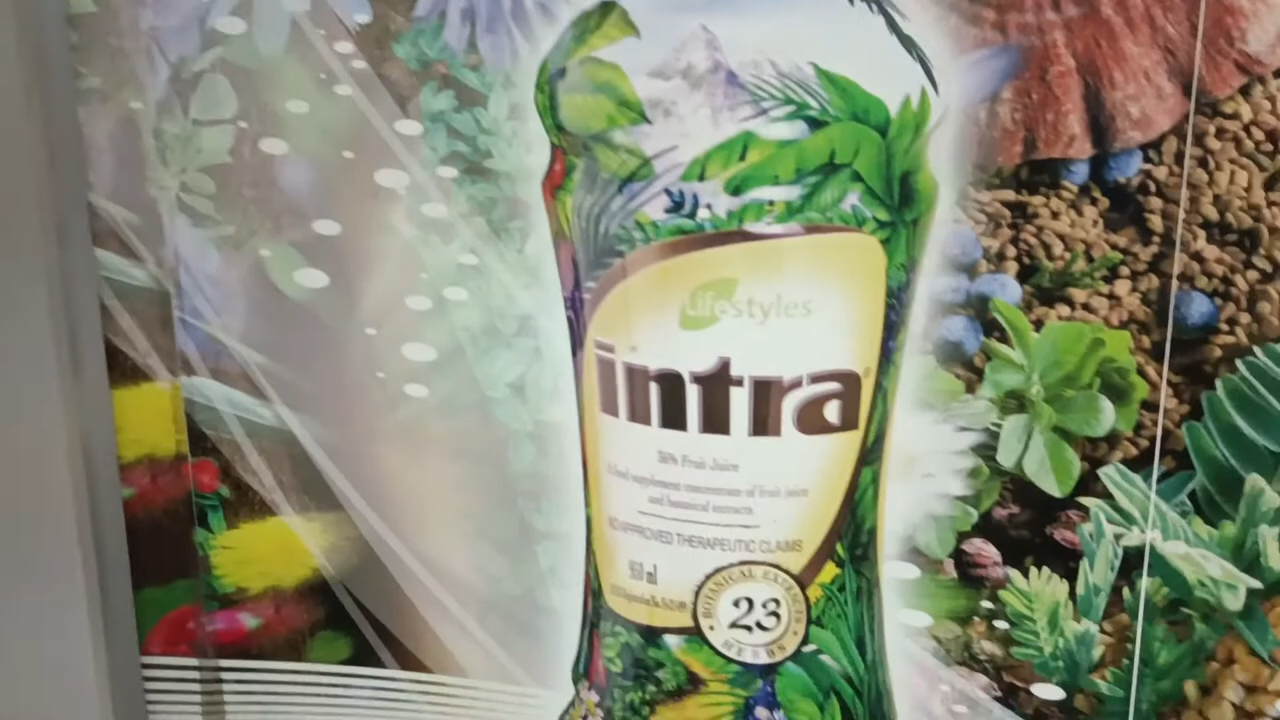 Lifestyles
intra
36% Fruit Juice
A food supplement concentrate of fruit juice
and botanical extracts
NO APPROVED THERAPEUTIC CLAIMS
950 ml
BOTANICAL EXTRACTS
23
HERBS